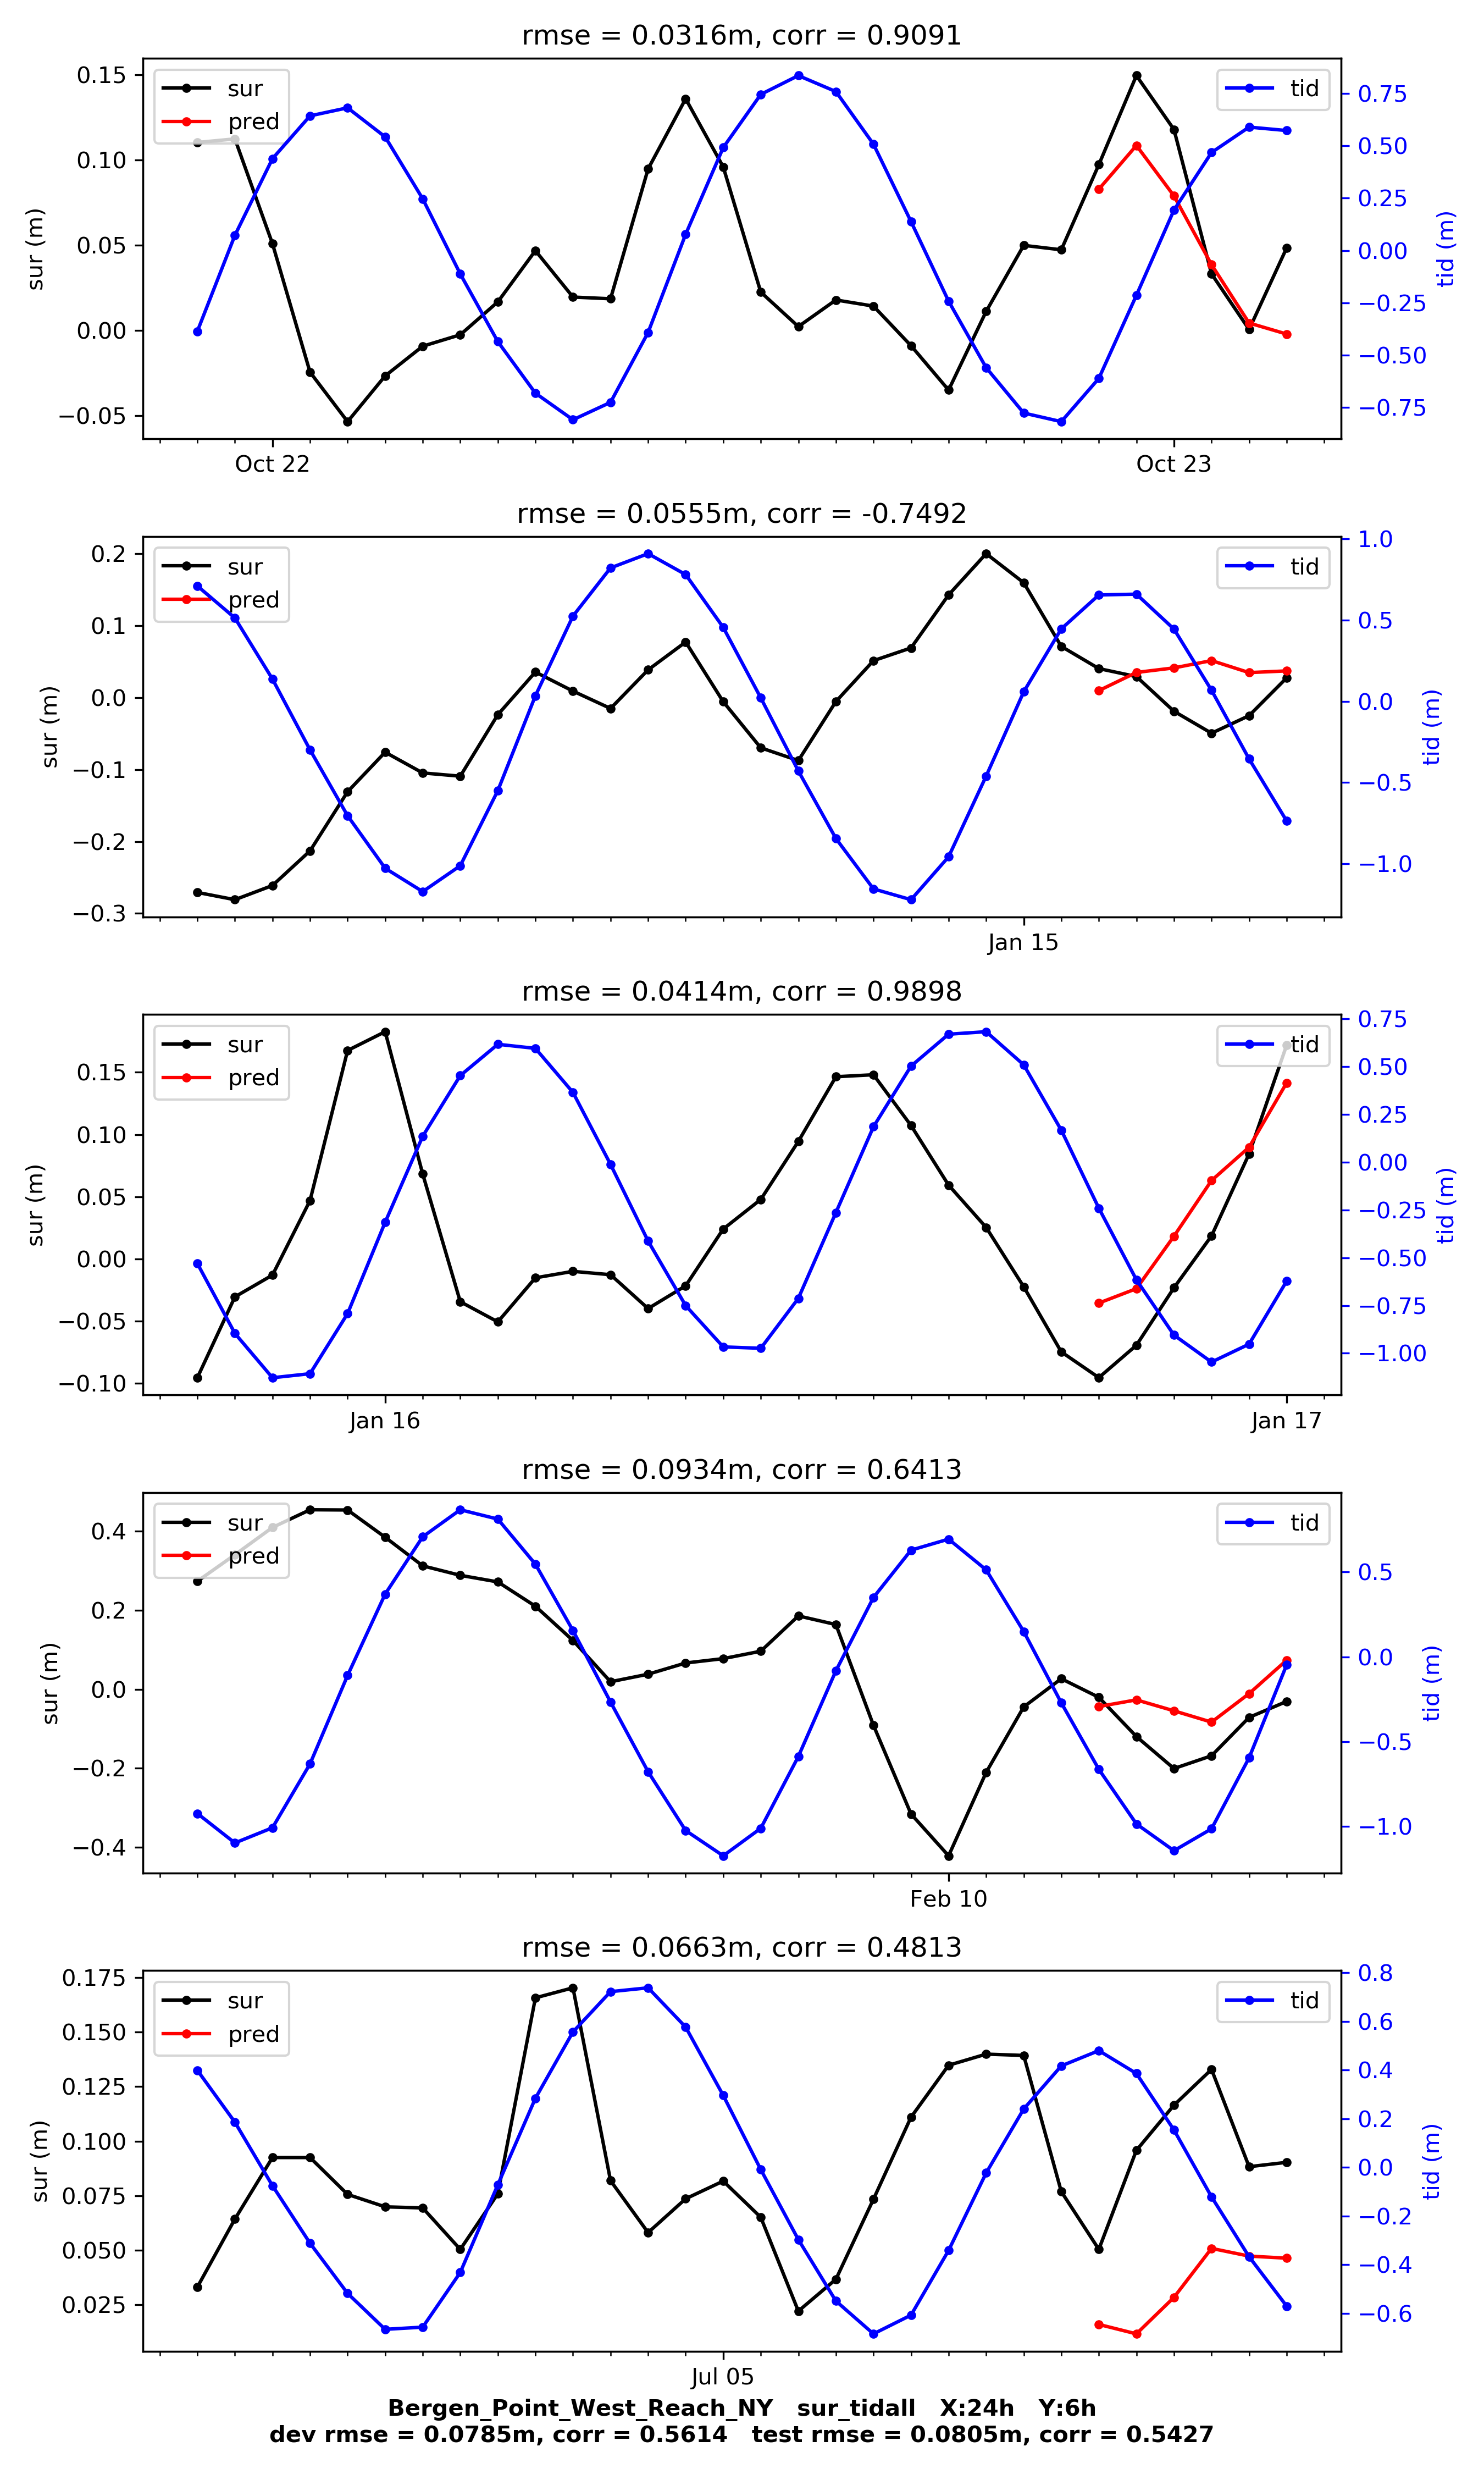 rmse = 0.0316m, corr = 0.9091
sur
pred
tid
0.15
0.10
0.05
0.00
−0.05
sur (m)
0.75
0.50
0.25
0.00
−0.25
−0.50
−0.75
tid (m)
Oct 22
Oct 23
rmse = 0.0555m, corr = -0.7492
sur
pred
tid
0.2
0.1
0.0
−0.1
−0.2
−0.3
sur (m)
1.0
0.5
0.0
−0.5
−1.0
tid (m)
Jan 15
rmse = 0.0414m, corr = 0.9898
sur
pred
tid
0.15
0.10
0.05
0.00
−0.05
−0.10
sur (m)
0.75
0.50
0.25
0.00
−0.25
−0.50
−0.75
−1.00
tid (m)
Jan 16
Jan 17
rmse = 0.0934m, corr = 0.6413
sur
pred
tid
0.4
0.2
0.0
−0.2
−0.4
sur (m)
0.5
0.0
−0.5
−1.0
tid (m)
Feb 10
rmse = 0.0663m, corr = 0.4813
sur
pred
tid
0.175
0.150
0.125
0.100
0.075
0.050
0.025
sur (m)
0.8
0.6
0.4
0.2
0.0
−0.2
−0.4
−0.6
tid (m)
Jul 05
Bergen_Point_West_Reach_NY   sur_tidall   X:24h   Y:6h
dev rmse = 0.0785m, corr = 0.5614   test rmse = 0.0805m, corr = 0.5427